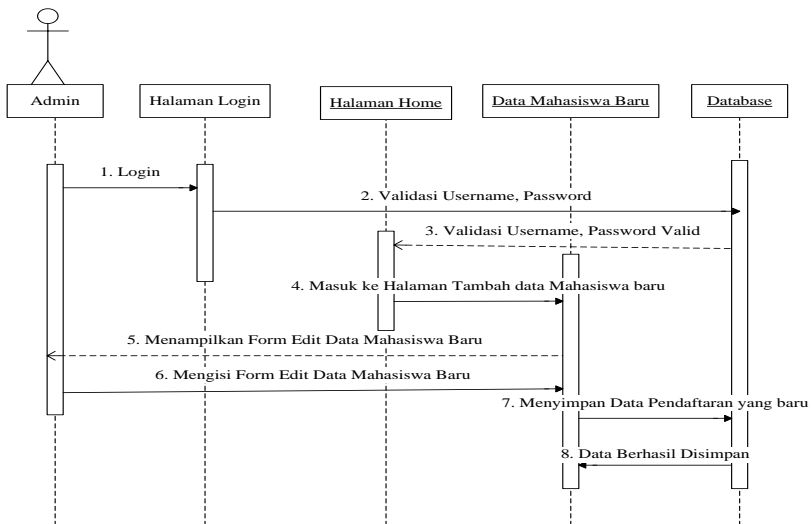 Admin
Halaman Login
Halaman Home
Data Mahasiswa Baru
Database
1. Login
2. Validasi Username, Password
3. Validasi Username, Password Valid
4. Masuk ke Halaman Tambah data Mahasiswa baru
5. Menampilkan Form Edit Data Mahasiswa Baru
6. Mengisi Form Edit Data Mahasiswa Baru
7. Menyimpan Data Pendaftaran yang baru
8. Data Berhasil Disimpan